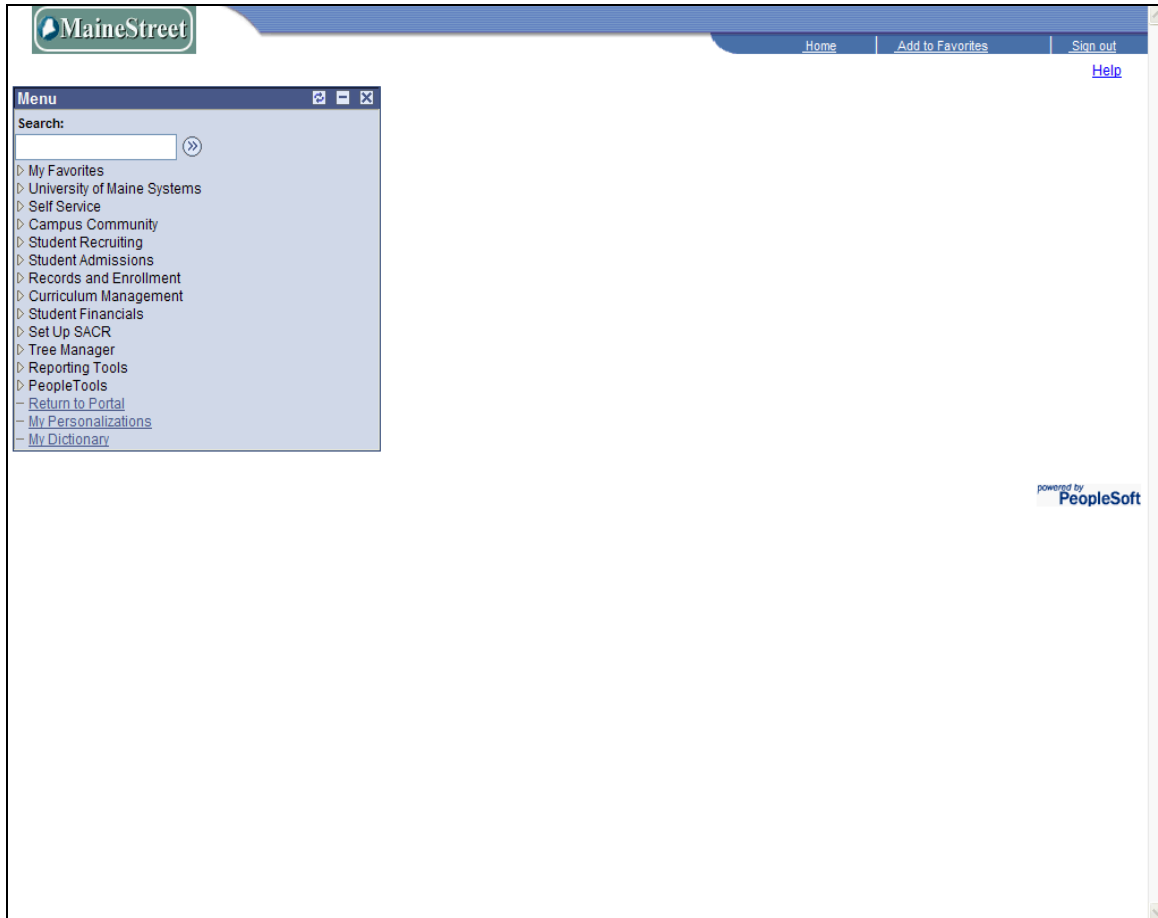 MaineStreet
Home
Add to Favorites
Sign out
Help
Menu
Search:
My Favorites
University of Maine Systems
Self Service
Campus Community
Student Recruiting
Student Admissions
Records and Enrollment
Curriculum Management
Student Financials
Set Up SACR
Tree Manager
Reporting Tools
PeopleTools
Return to Portal
My Personalizations
My Dictionary
powered by
PeopleSoft